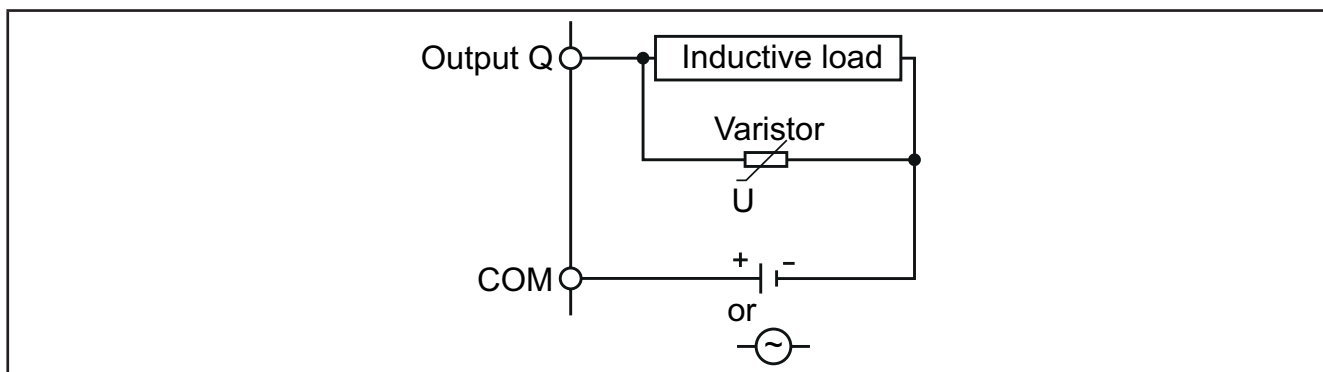 Output Q
Inductive load
Varistor
U
COM
+ -
or
~